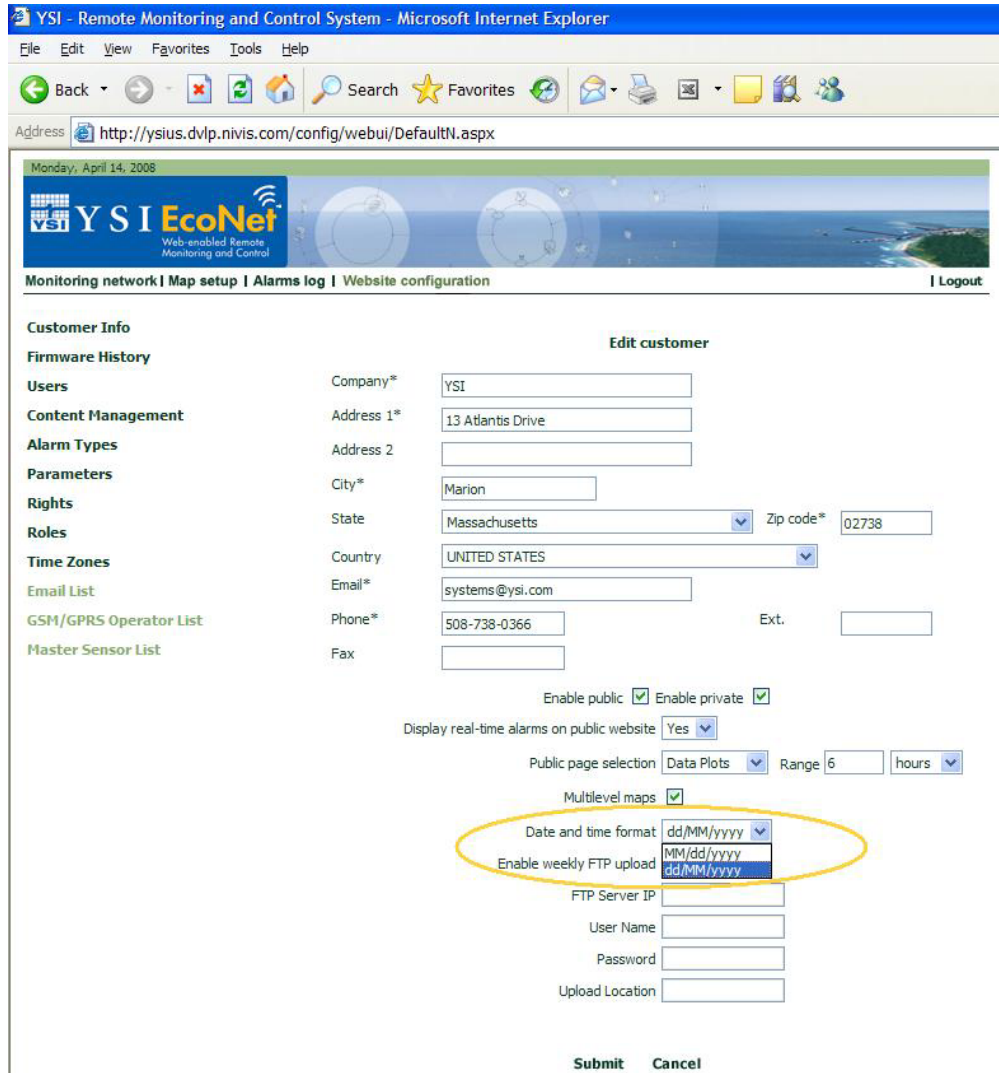 YSI - Remote Monitoring and Control System - Microsoft Internet Explorer
File Edit View Favorites Tools Help
Back Search Favorites
Address http://ysius.dvlp.nivis.com/config/webui/DefaultN.aspx
Monday, April 14, 2008
YSI YSI EcoNet
Web-enabled Remote
Monitoring and Control
Monitoring network | Map setup | Alarms log | Website configuration | Logout
Customer Info
Firmware History
Users
Content Management
Alarm Types
Parameters
Rights
Roles
Time Zones
Email List
GSM/GPRS Operator List
Master Sensor List
Edit customer
Company* YSI
Address 1* 13 Atlantis Drive
Address 2
City* Marion
State Massachusetts Zip code* 02738
Country UNITED STATES
Email* systems@ysi.com
Phone* 508-738-0366 Ext.
Fax
Enable public Enable private
Display real-time alarms on public website Yes
Public page selection Data Plots Range 6 hours
Multilevel maps
Date and time format dd/MM/yyyy
MM/dd/yyyy
Enable weekly FTP upload dd/MM/yyyy
FTP Server IP
User Name
Password
Upload Location
Submit Cancel